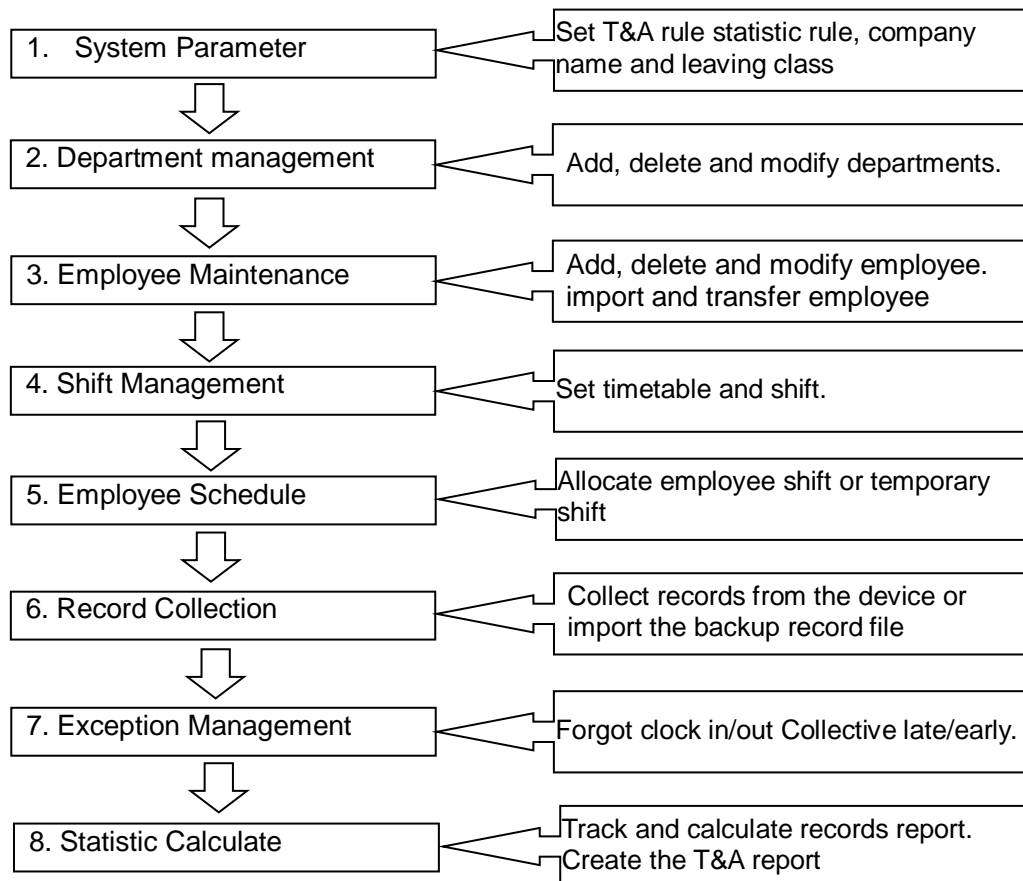 1. System Parameter
Set T&A rule statistic rule, company
name and leaving class
2. Department management
Add, delete and modify departments.
3. Employee Maintenance
Add, delete and modify employee.
import and transfer employee
4. Shift Management
Set timetable and shift.
5. Employee Schedule
Allocate employee shift or temporary
shift
6. Record Collection
Collect records from the device or
import the backup record file
7. Exception Management
Forgot clock in/out Collective late/early.
8. Statistic Calculate
Track and calculate records report.
Create the T&A report